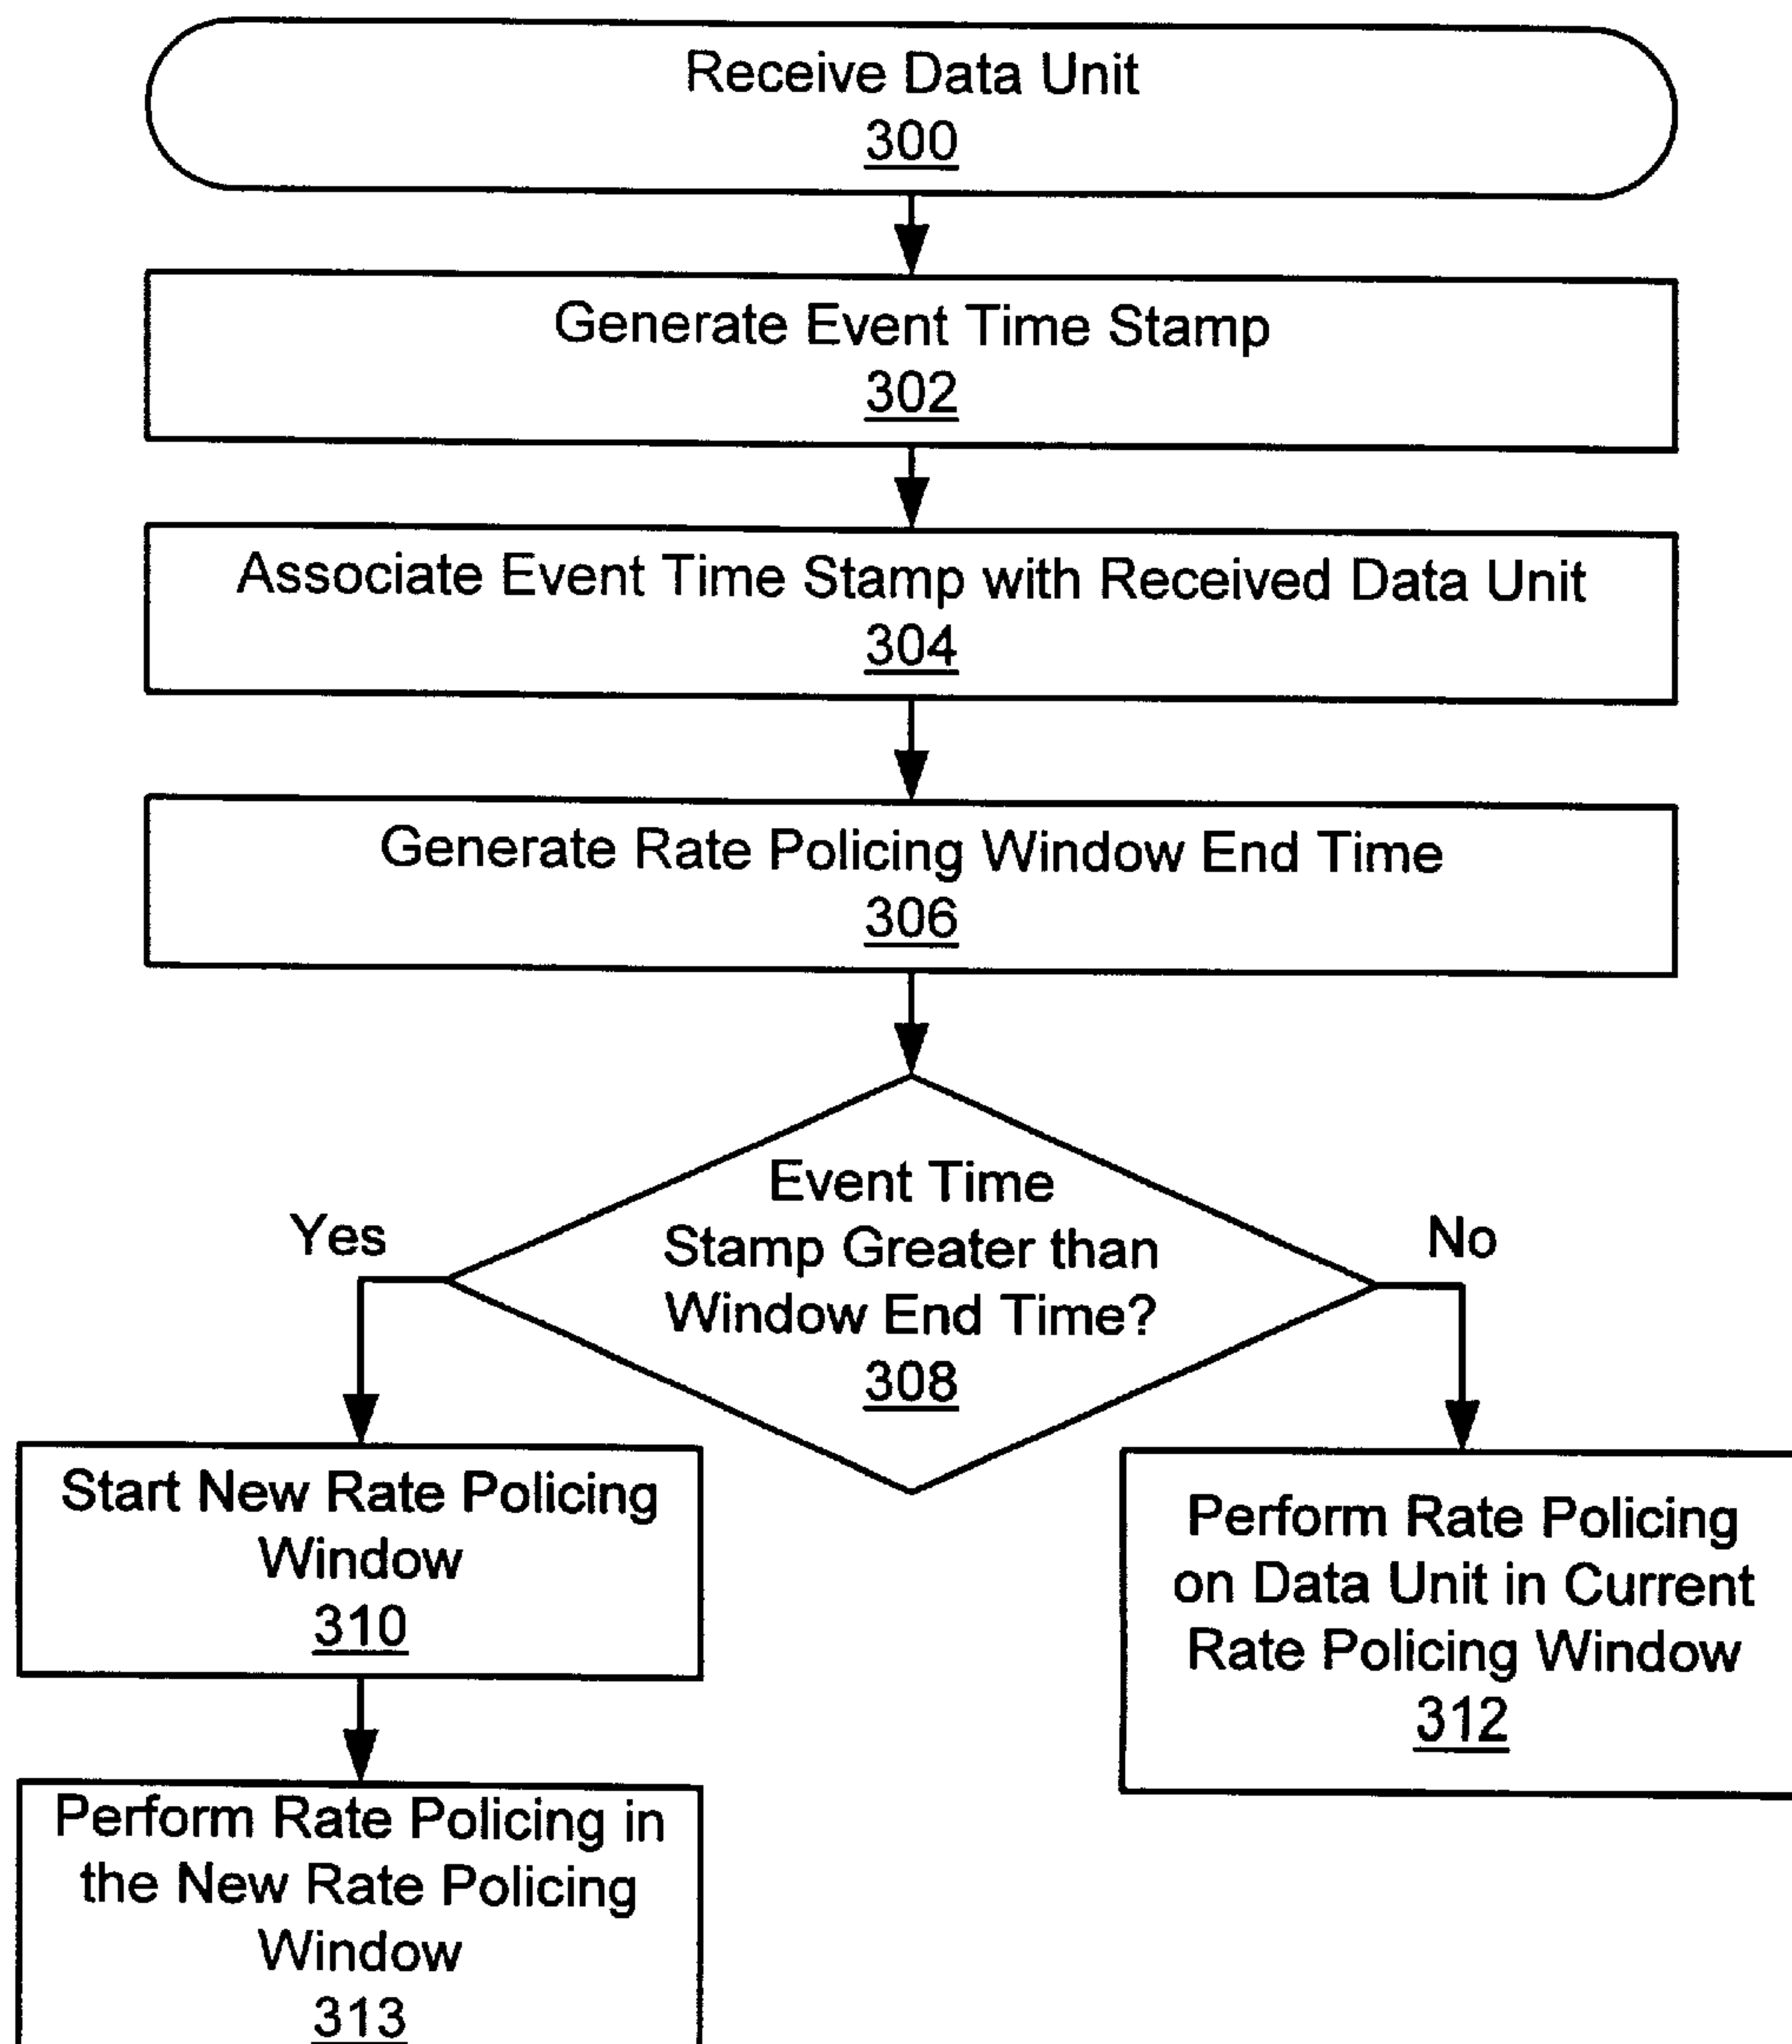 Receive Data Unit
300
Generate Event Time Stamp
302
Associate Event Time Stamp with Received Data Unit
304
Generate Rate Policing Window End Time
306
Event Time
Stamp Greater than
Window End Time?
308
Yes
No
Start New Rate Policing
Window
310
Perform Rate Policing
on Data Unit in Current
Rate Policing Window
312
Perform Rate Policing in
the New Rate Policing
Window
313